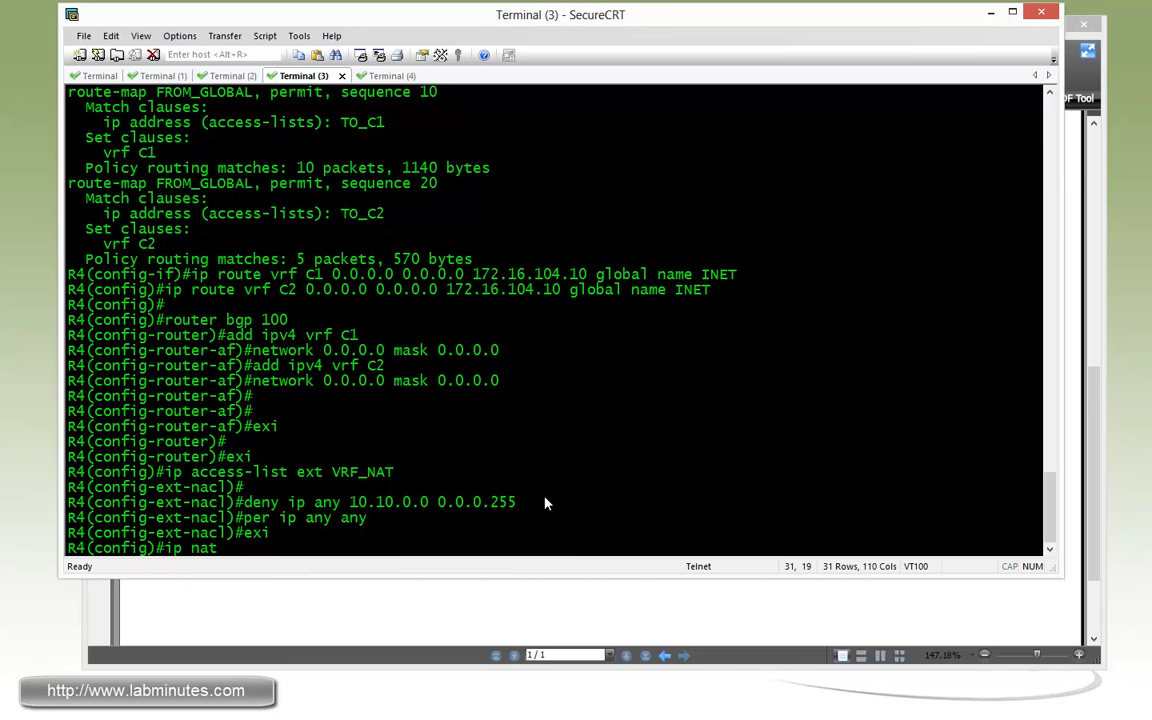 Terminal (3) - SecureCRT
File Edit View Options Transfer Script Tools Help
Enter host <Alt+R>
Terminal Terminal (1) Terminal (2) Terminal (3) Terminal (4)
DF Tool
route-map FROM_GLOBAL, permit, sequence 10
Match clauses:
ip address (access-lists): TO_C1
Set clauses:
vrf C1
Policy routing matches: 10 packets, 1140 bytes
route-map FROM_GLOBAL, permit, sequence 20
Match clauses:
ip address (access-lists): TO_C2
Set clauses:
vrf C2
Policy routing matches: 5 packets, 570 bytes
R4(config-if)#ip route vrf C1 0.0.0.0 0.0.0.0 172.16.104.10 global name INET
R4(config)#ip route vrf C2 0.0.0.0 0.0.0.0 172.16.104.10 global name INET
R4(config)#
R4(config)#router bgp 100
R4(config-router)#add ipv4 vrf C1
R4(config-router-af)#network 0.0.0.0 mask 0.0.0.0
R4(config-router-af)#add ipv4 vrf C2
R4(config-router-af)#network 0.0.0.0 mask 0.0.0.0
R4(config-router-af)#
R4(config-router-af)#
R4(config-router-af)#exi
R4(config-router)#
R4(config-router)#exi
R4(config)#ip access-list ext VRF_NAT
R4(config-ext-nacl)#
R4(config-ext-nacl)#deny ip any 10.10.0.0 0.0.0.255
R4(config-ext-nacl)#per ip any any
R4(config-ext-nacl)#exi
R4(config)#ip nat
Ready Telnet 31, 19 31 Rows, 110 Cols VT100 CAP NUM
1 / 1 147.18%
http://www.labminutes.com